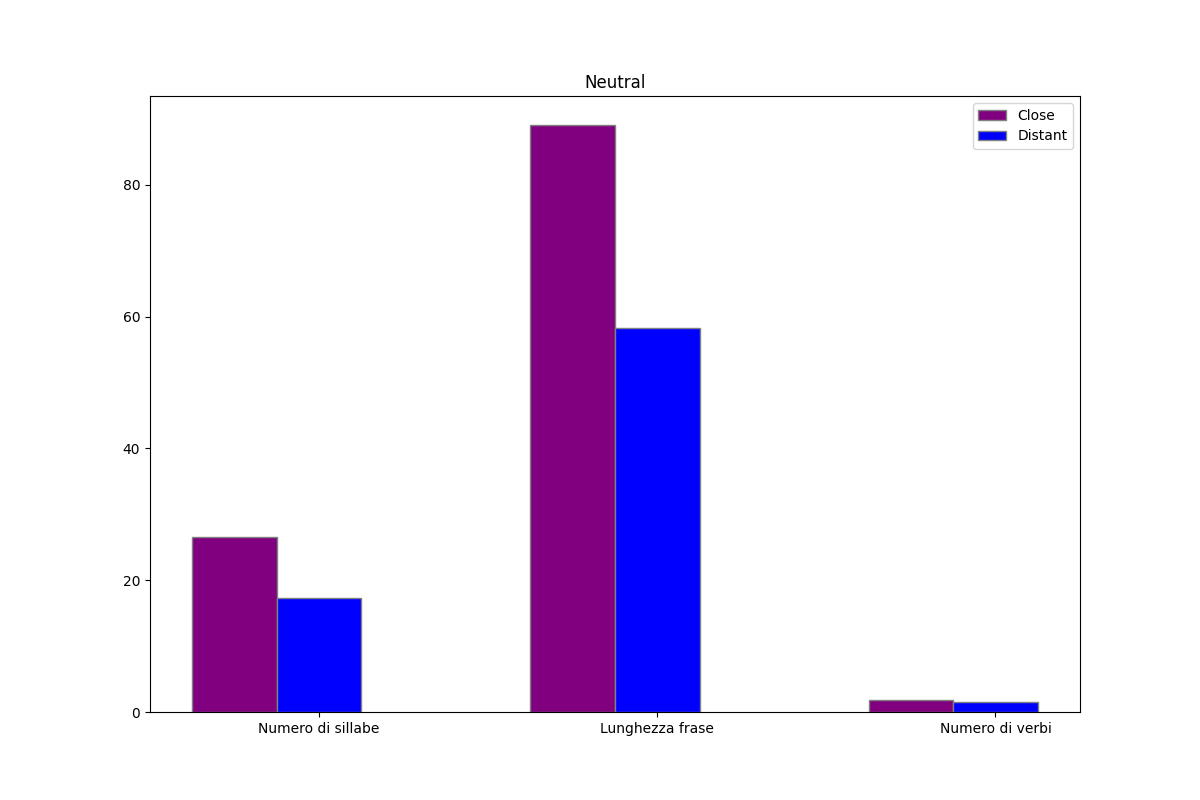 Neutral
Close
Distant
80
60
40
20
0
Numero di sillabe
Lunghezza frase
Numero di verbi